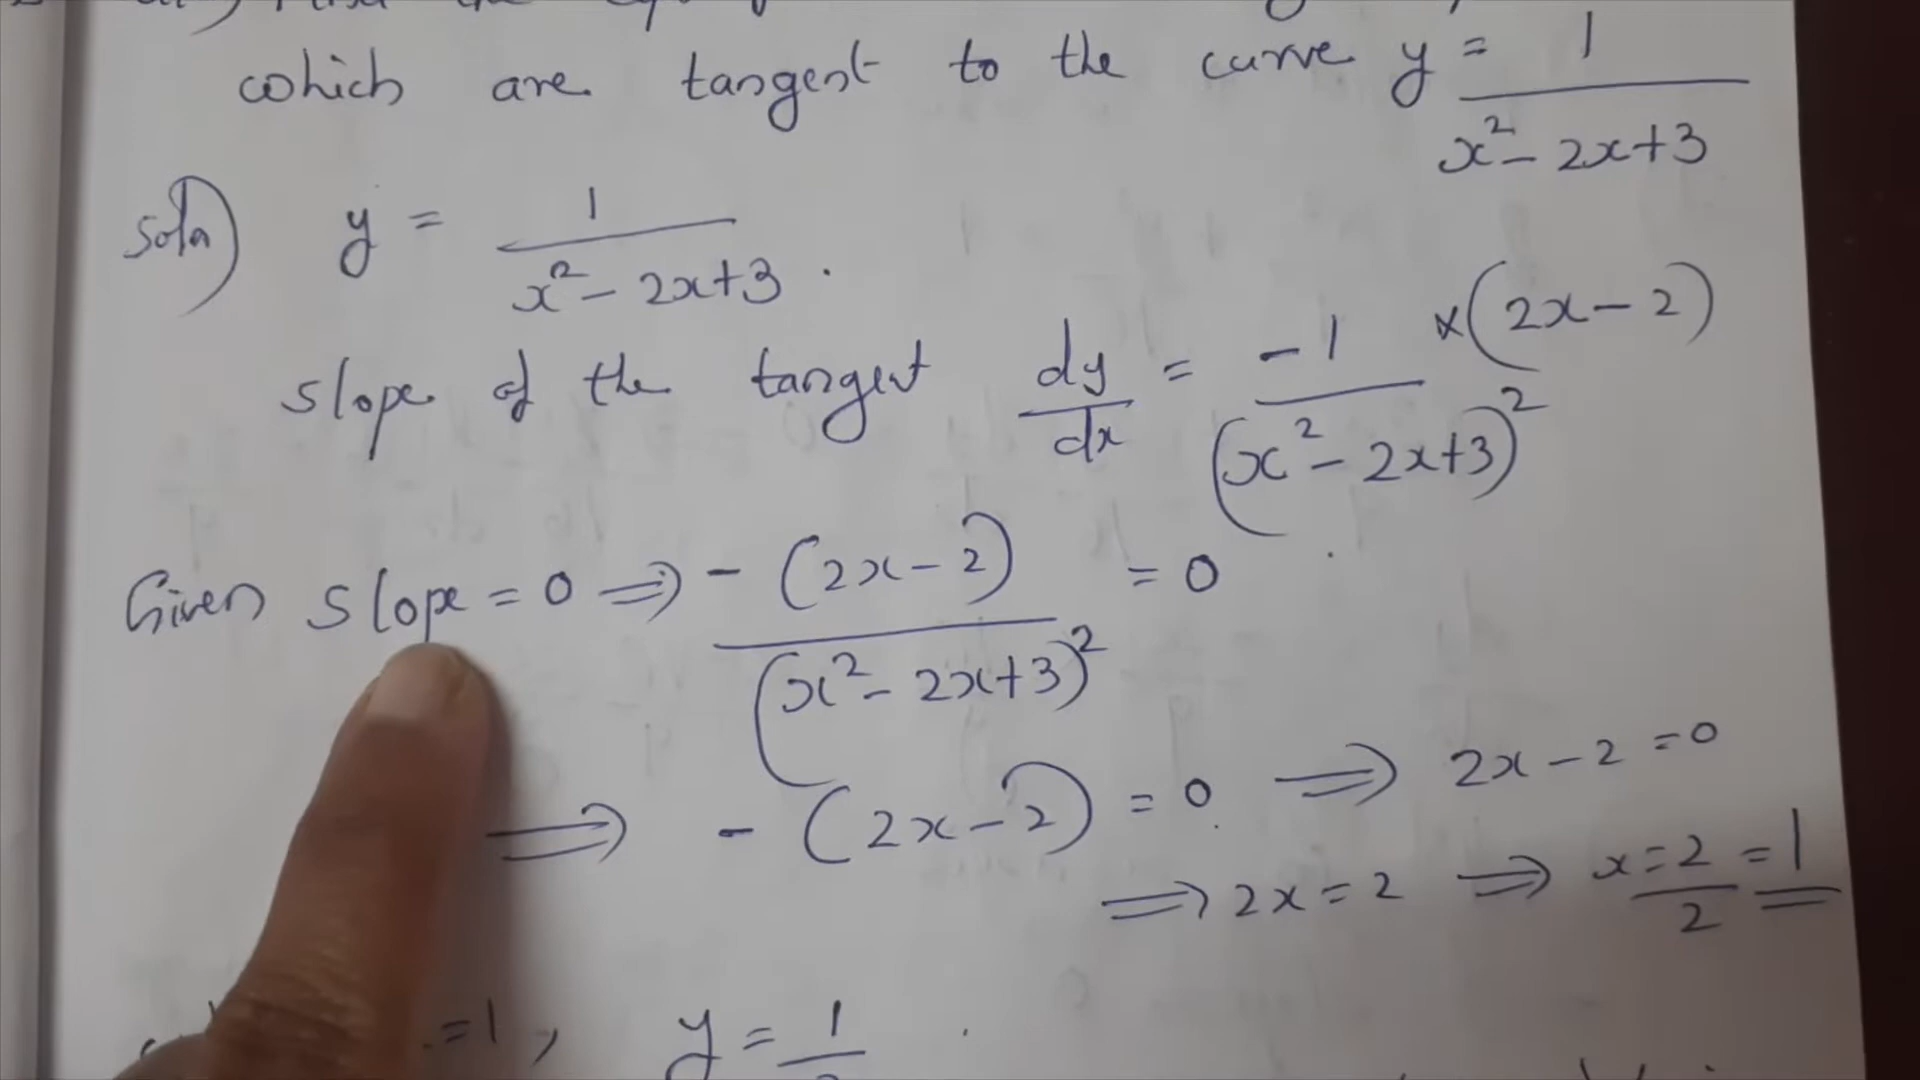 which are tangent to the curve y = 1/(x² - 2x+3)
Soln) y = 1/(x² - 2x+3) .
slope of the tangent dy/dx = -1/(x² - 2x+3)² ×(2x-2)
Given slope = 0 ⇒ -(2x-2)/(x² - 2x+3)² = 0
⇒ -(2x-2) = 0 ⇒ 2x-2 = 0
⇒ 2x = 2 ⇒ x = 2/2 = 1
=1, y = 1